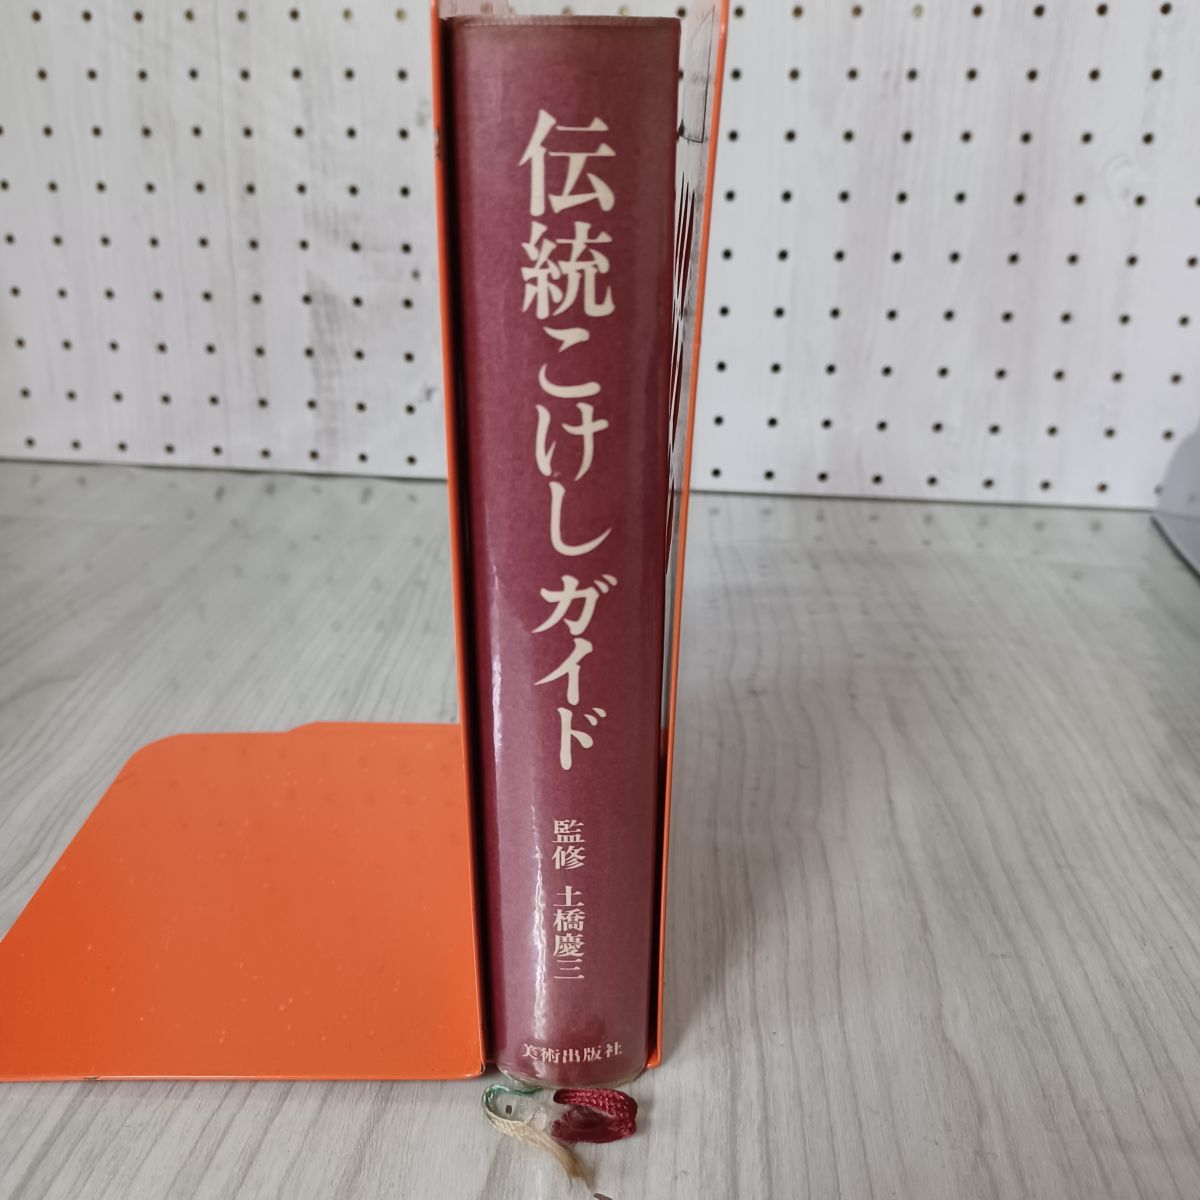 伝統こけしガイド
監修 土橋慶三
美術出版社